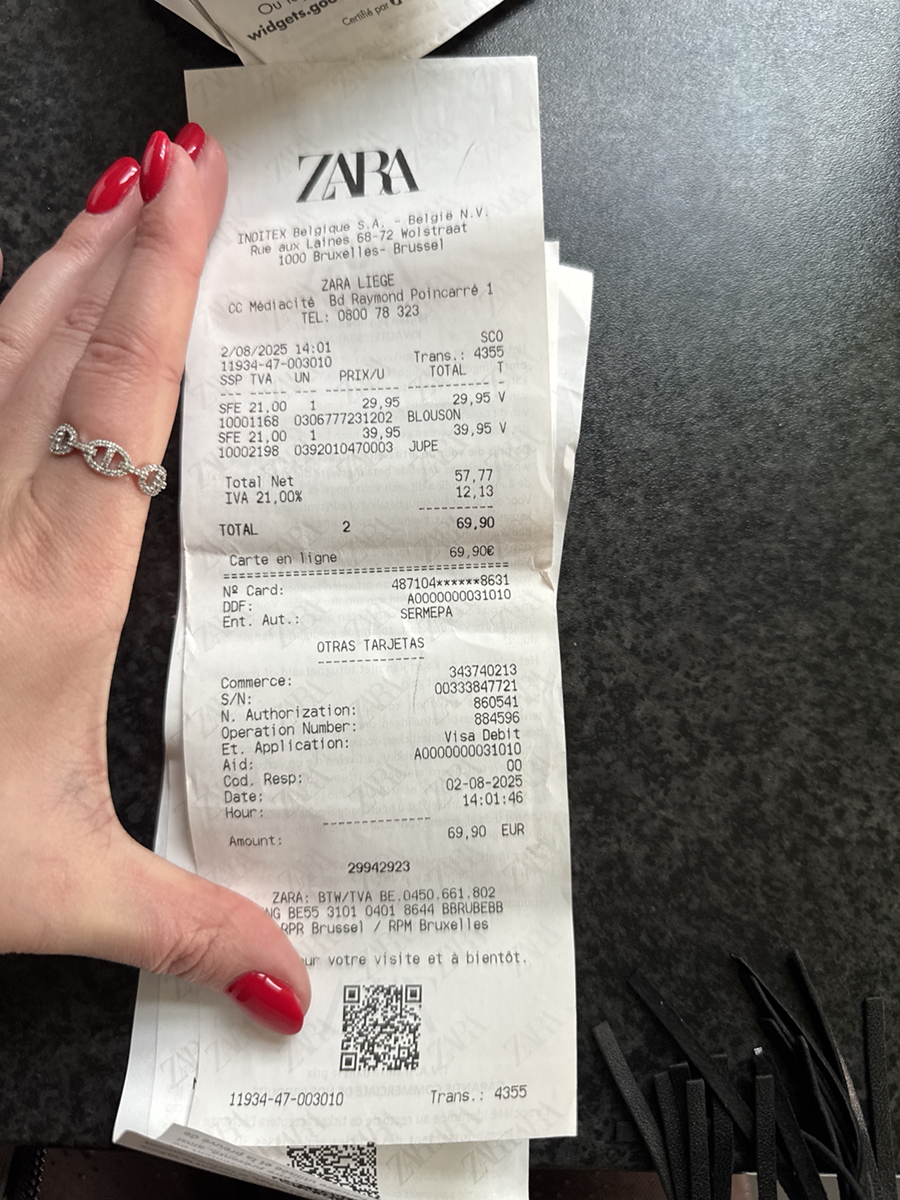 widgets.goo
Certifié par
ZARA
INDITEX Belgique S.A. - België N.V.
Rue aux Laines 68-72 Wolstraat
1000 Bruxelles- Brussel
ZARA LIEGE
CC Médiacité Bd Raymond Poincarré 1
TEL: 0800 78 323
SCO
2/08/2025 14:01
11934-47-003010 Trans.: 4355
SSP TVA UN PRIX/U TOTAL T
SFE 21,00 1 29,95 29,95 V
10001168 0306777231202 BLOUSON
SFE 21,00 1 39,95 39,95 V
10002198 0392010470003 JUPE
Total Net 57,77
IVA 21,00% 12,13
TOTAL 2 69,90
Carte en ligne 69,90€
Nº Card: 487104******8631
DDF: A0000000031010
Ent. Aut.: SERMEPA
OTRAS TARJETAS
Commerce: 343740213
S/N: 00333847721
N. Authorization: 860541
Operation Number: 884596
Et. Application: Visa Debit
Aid: A0000000031010
Cod. Resp: 00
Date: 02-08-2025
Hour: 14:01:46
Amount: 69,90 EUR
29942923
ZARA: BTW/TVA BE.0450.661.802
NG BE55 3101 0401 8644 BBRUBEBB
RPR Brussel / RPM Bruxelles
votre visite et à bientôt.
11934-47-003010 Trans.: 4355